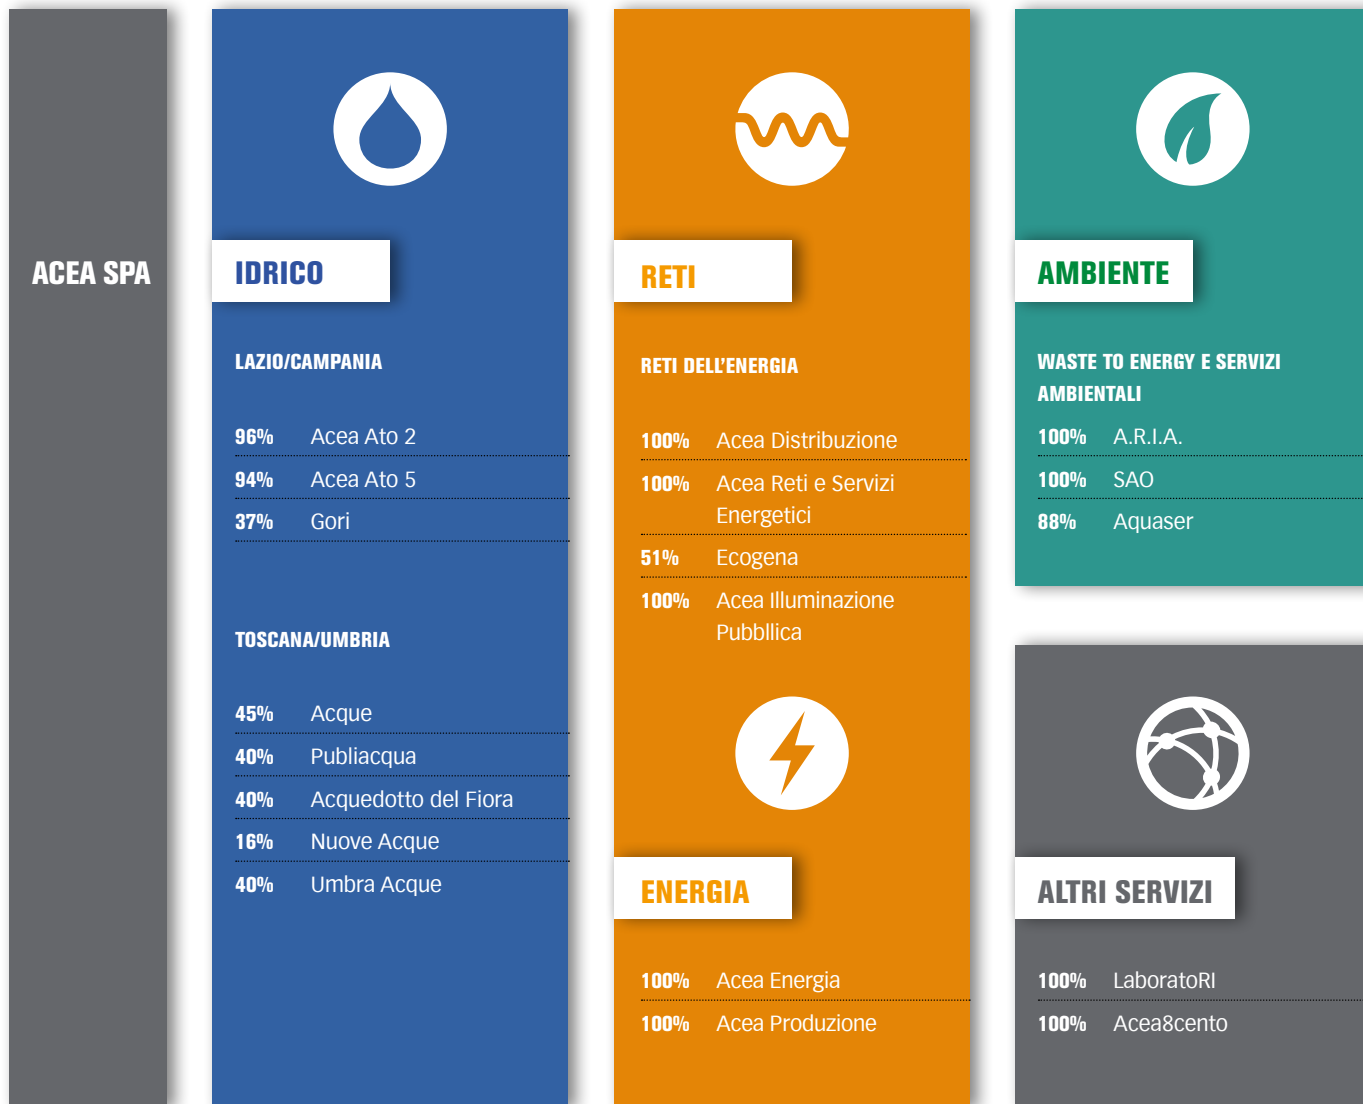 ACEA SPA
IDRICO
LAZIO/CAMPANIA
96% Acea Ato 2
94% Acea Ato 5
37% Gori
TOSCANA/UMBRIA
45% Acque
40% Publiacqua
40% Acquedotto del Fiora
16% Nuove Acque
40% Umbra Acque
RETI
RETI DELL'ENERGIA
100% Acea Distribuzione
100% Acea Reti e Servizi
Energetici
51% Ecogena
100% Acea Illuminazione
Pubbllica
ENERGIA
100% Acea Energia
100% Acea Produzione
AMBIENTE
WASTE TO ENERGY E SERVIZI
AMBIENTALI
100% A.R.I.A.
100% SAO
88% Aquaser
ALTRI SERVIZI
100% LaboratoRI
100% Acea8cento